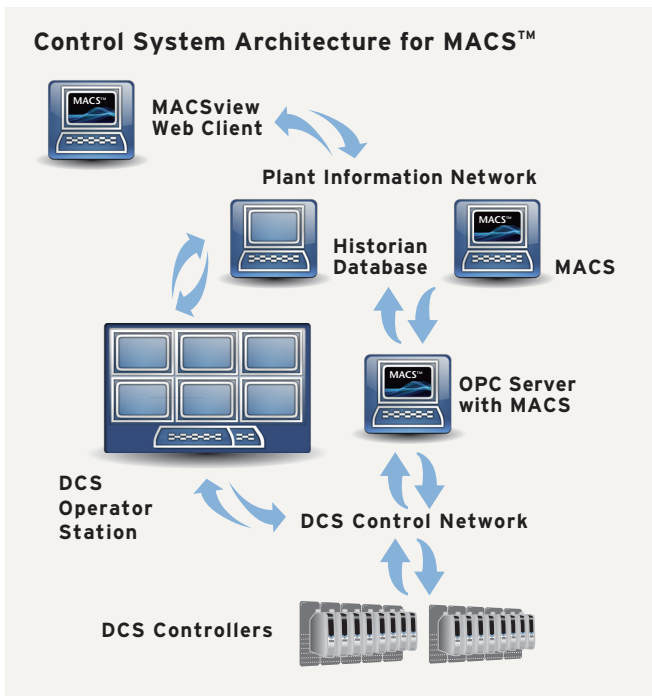 Control System Architecture for MACS™
MACS™
MACSview
Web Client
Plant Information Network
Historian
Database
MACS™
MACS
MACS™
OPC Server
with MACS
DCS
Operator
Station
DCS Control Network
DCS Controllers